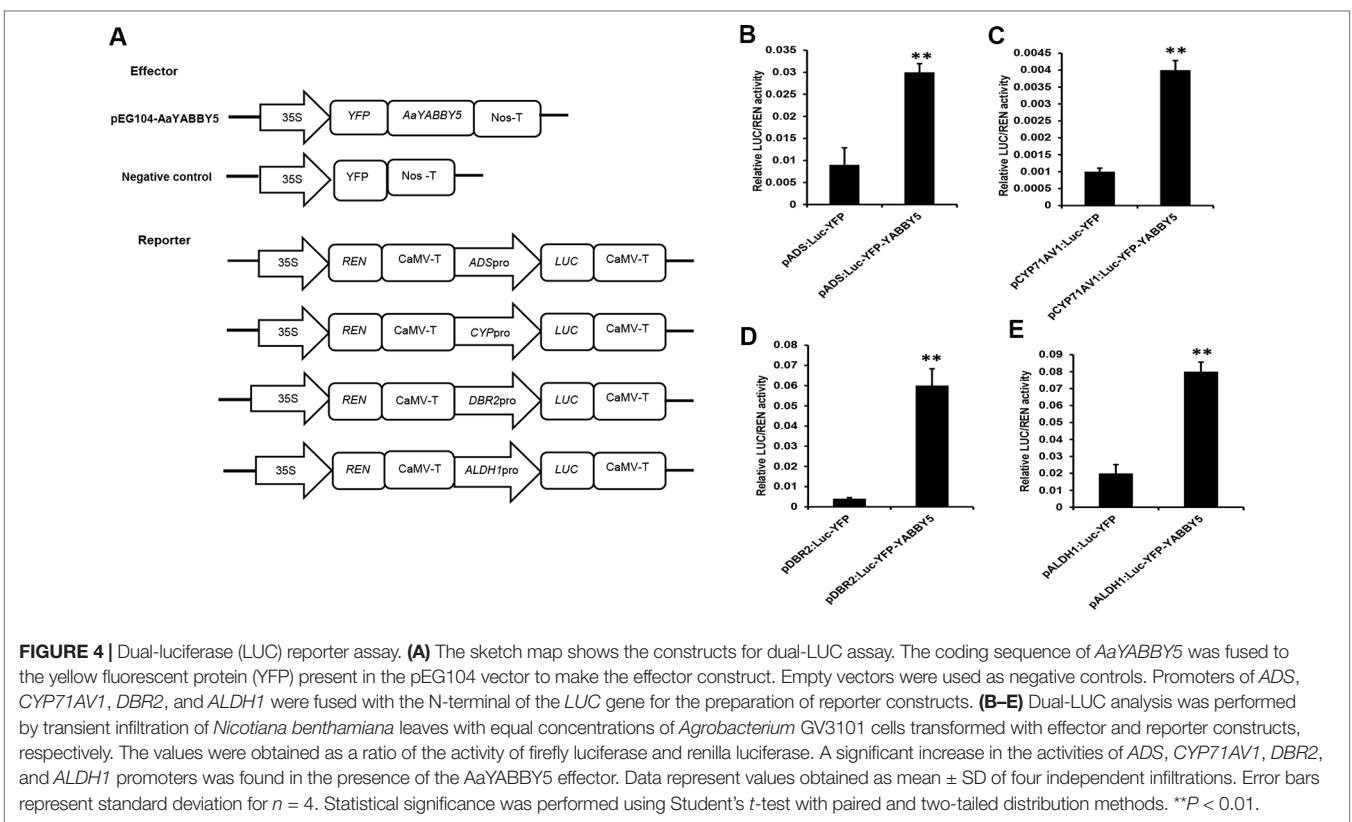 A
Effector
pEG104-AaYABBY5
35S
YFP
AaYABBY5
Nos-T
Negative control
35S
YFP
Nos -T
Reporter
35S
REN
CaMV-T
ADSpro
LUC
CaMV-T
35S
REN
CaMV-T
CYPpro
LUC
CaMV-T
35S
REN
CaMV-T
DBR2pro
LUC
CaMV-T
35S
REN
CaMV-T
ALDH1pro
LUC
CaMV-T
B
Relative LUC/REN activity
0.035
0.03
0.025
0.02
0.015
0.01
0.005
0
**
pADS:Luc-YFP
pADS:Luc-YFP-YABBY5
C
Relative LUC/REN activity
0.0045
0.004
0.0035
0.003
0.0025
0.002
0.0015
0.001
0.0005
0
**
pCYP71AV1:Luc-YFP
pCYP71AV1:Luc-YFP-YABBY5
D
Relative LUC/REN activity
0.08
0.07
0.06
0.05
0.04
0.03
0.02
0.01
0
**
pDBR2:Luc-YFP
pDBR2:Luc-YFP-YABBY5
E
Relative LUC/REN activity
0.09
0.08
0.07
0.06
0.05
0.04
0.03
0.02
0.01
0
**
pALDH1:Luc-YFP
pALDH1:Luc-YFP-YABBY5
FIGURE 4 | Dual-luciferase (LUC) reporter assay. (A) The sketch map shows the constructs for dual-LUC assay. The coding sequence of AaYABBY5 was fused to
the yellow fluorescent protein (YFP) present in the pEG104 vector to make the effector construct. Empty vectors were used as negative controls. Promoters of ADS,
CYP71AV1, DBR2, and ALDH1 were fused with the N-terminal of the LUC gene for the preparation of reporter constructs. (B–E) Dual-LUC analysis was performed
by transient infiltration of Nicotiana benthamiana leaves with equal concentrations of Agrobacterium GV3101 cells transformed with effector and reporter constructs,
respectively. The values were obtained as a ratio of the activity of firefly luciferase and renilla luciferase. A significant increase in the activities of ADS, CYP71AV1, DBR2,
and ALDH1 promoters was found in the presence of the AaYABBY5 effector. Data represent values obtained as mean ± SD of four independent infiltrations. Error bars
represent standard deviation for n = 4. Statistical significance was performed using Student's t-test with paired and two-tailed distribution methods. **P < 0.01.